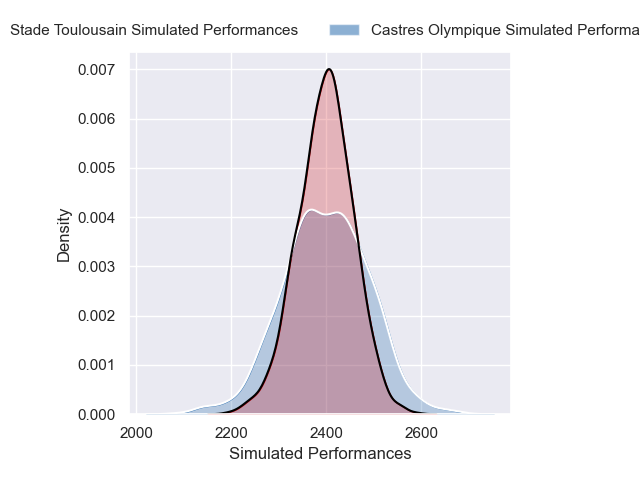 Stade Toulousain Simulated Performances Castres Olympique Simulated
0.007
0.006
0.005
0.004
0.003
0.002
0.001
0.000
Density
2000 2200 2400 2600
Simulated Performances